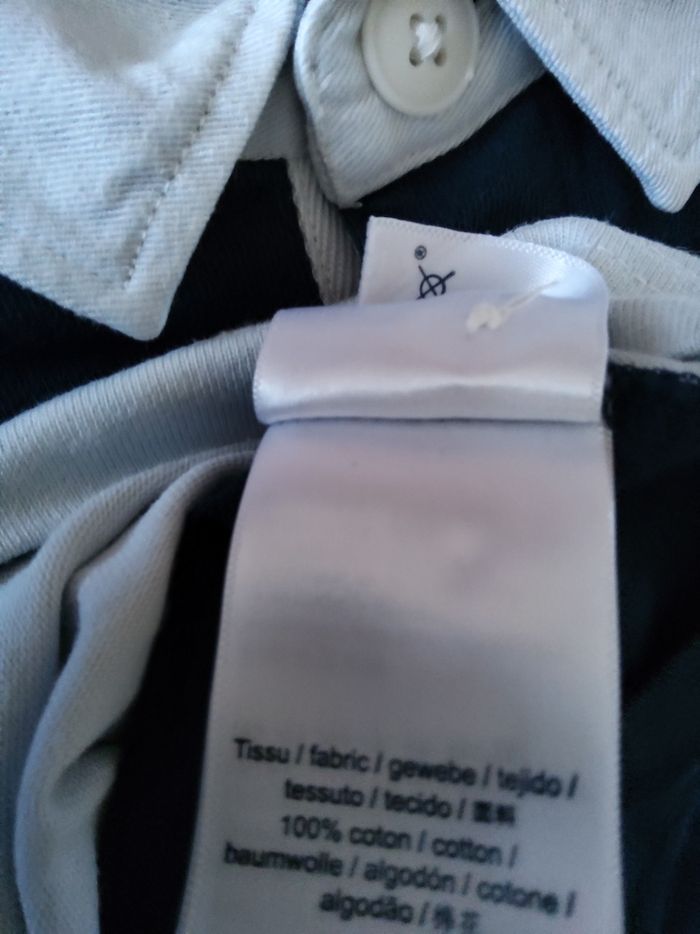 ®
Tissu / fabric / gewebe / tejido /
tessuto / tecido / 面料
100% coton / cotton /
baumwolle / algodón / cotone /
algodão / 棉花